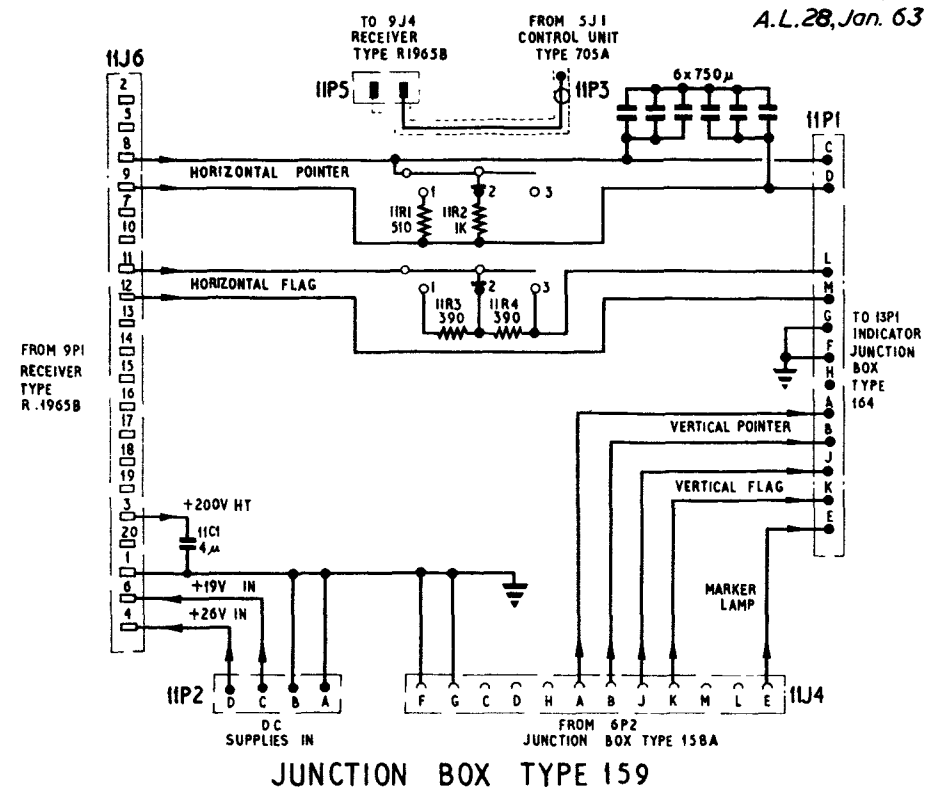 A.L.28, Jan. 63
TO 9J4
RECEIVER
TYPE R1965B
FROM 5J1
CONTROL UNIT
TYPE 705A
11J6
11P5
11P3
6x750µ
11P1
2
5
8
9
7
10
11
12
13
14
15
16
17
18
19
3
20
1
6
4
HORIZONTAL POINTER
1
2
3
11R1
510
11R2
1K
HORIZONTAL FLAG
1
2
3
11R3
390
11R4
390
C
D
L
M
G
F
H
A
B
J
K
E
TO 13P1
INDICATOR
JUNCTION
BOX
TYPE
164
FROM 9P1
RECEIVER
TYPE
R.1965B
VERTICAL POINTER
VERTICAL FLAG
+200V HT
11C1
4µ
+19V IN
+26V IN
MARKER
LAMP
11P2
D C B A
DC
SUPPLIES IN
F G C D H A B J K M L E
11J4
FROM 6P2
JUNCTION BOX TYPE 158A
JUNCTION BOX TYPE 159